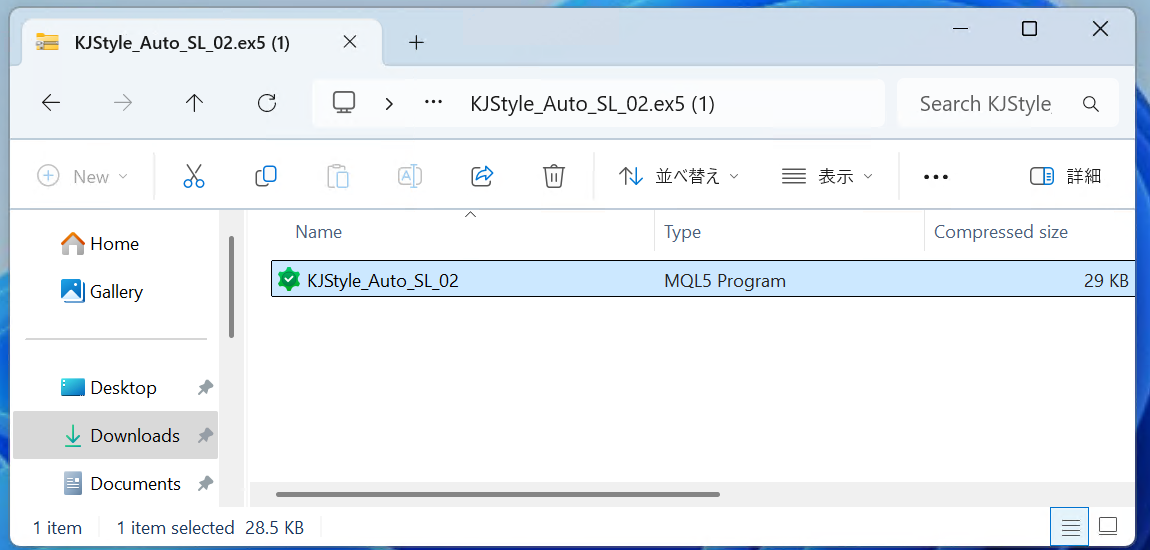 KJStyle_Auto_SL_02.ex5 (1)
KJStyle_Auto_SL_02.ex5 (1)
Search KJStyle_
New
並べ替え
表示
詳細
Name Type Compressed size
Home
Gallery
KJStyle_Auto_SL_02 MQL5 Program 29 KB
Desktop
Downloads
Documents
1 item 1 item selected 28.5 KB